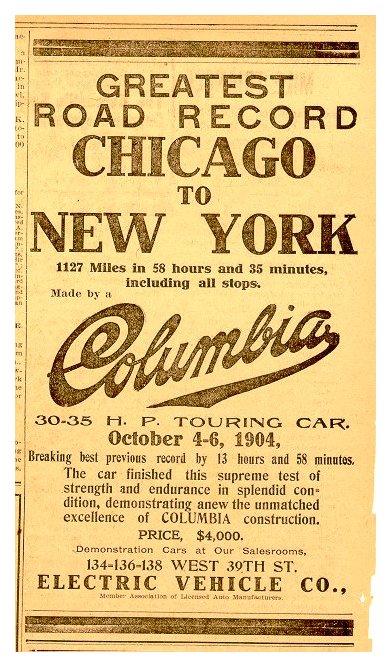 GREATEST
ROAD RECORD
CHICAGO
TO
NEW YORK
1127 Miles in 58 hours and 35 minutes,
including all stops.
Made by a
Columbia
30-35 H. P. TOURING CAR.
October 4-6, 1904,
Breaking best previous record by 13 hours and 58 minutes.
The car finished this supreme test of
strength and endurance in splendid con-
dition, demonstrating anew the unmatched
excellence of COLUMBIA construction.
PRICE, $4,000.
Demonstration Cars at Our Salesrooms,
134-136-138 WEST 39TH ST.
ELECTRIC VEHICLE CO.,
Member Association of Licensed Auto Manufacturers.